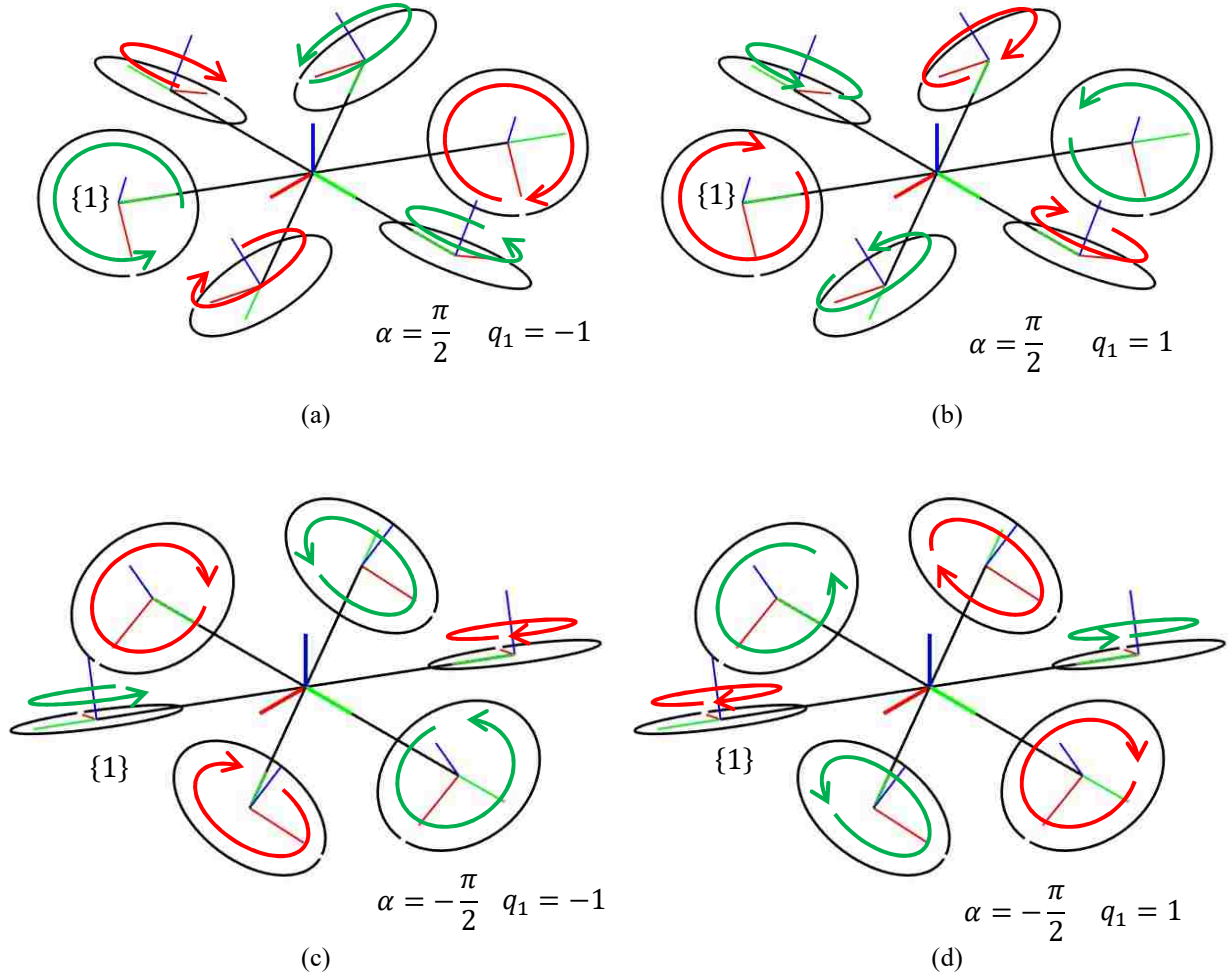 {1}
{1}
α = π/2   q₁ = −1
α = π/2   q₁ = 1
(a)
(b)
{1}
{1}
α = −π/2   q₁ = −1
α = −π/2   q₁ = 1
(c)
(d)